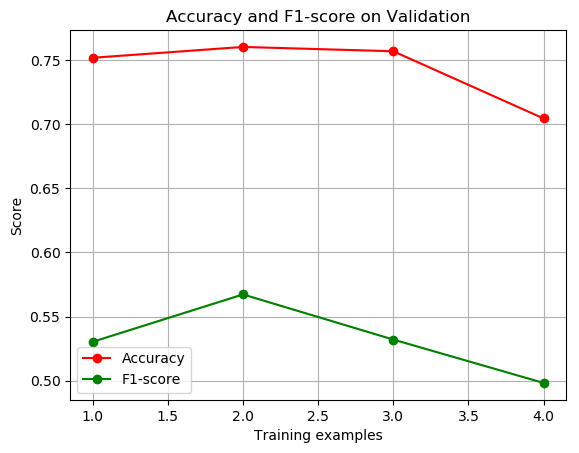 Accuracy and F1-score on Validation
0.75
0.70
0.65
0.60
0.55
0.50
Score
Accuracy
F1-score
1.0 1.5 2.0 2.5 3.0 3.5 4.0
Training examples